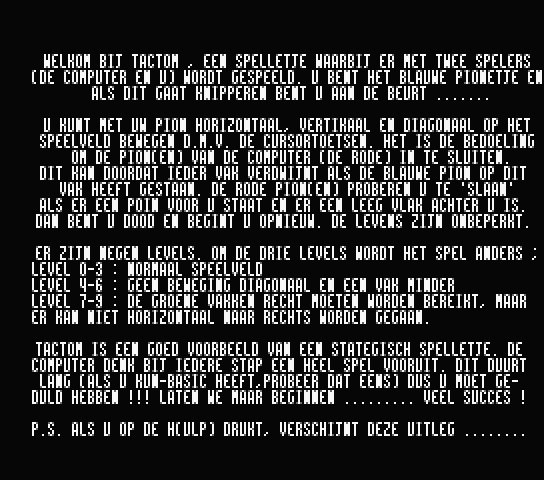 WELKOM BIJ TACTOM , EEN SPELLETJE WAARBIJ ER MET TWEE SPELERS
(DE COMPUTER EN U) WORDT GESPEELD. U BENT HET BLAUWE PIONETJE EN
ALS DIT GAAT KNIPPEREN BENT U AAN DE BEURT .......
U KUNT MET UW PION HORIZONTAAL, VERTIKAAL EN DIAGONAAL OP HET
SPEELVELD BEWEGEN D.M.V. DE CURSORTOETSEN. HET IS DE BEDOELING
OM DE PION(EN) VAN DE COMPUTER (DE RODE) IN TE SLUITEN.
DIT KAN DOORDAT IEDER VAK VERDWIJNT ALS DE BLAUWE PION OP DIT
VAK HEEFT GESTAAN. DE RODE PION(EN) PROBEREN U TE 'SLAAN'
ALS ER EEN POIN VOOR U STAAT EN ER EEN LEEG VLAK ACHTER U IS.
DAN BENT U DOOD EN BEGINT U OPNIEUW. DE LEVENS ZIJN ONBEPERKT.
ER ZIJN NEGEN LEVELS. OM DE DRIE LEVELS WORDT HET SPEL ANDERS ;
LEVEL 0-3 : NORMAAL SPEELVELD
LEVEL 4-6 : GEEN BEWEGING DIAGONAAL EN EEN VAK MINDER
LEVEL 7-9 : DE GROENE VAKKEN RECHT MOETEN WORDEN BEREIKT, MAAR
ER KAN NIET HORIZONTAAL NAAR RECHTS WORDEN GEGAAN.
TACTOM IS EEN GOED VOORBEELD VAN EEN STATEGISCH SPELLETJE. DE
COMPUTER DENK BIJ IEDERE STAP EEN HEEL SPEL VOORUIT. DIT DUURT
LANG (ALS U KUN-BASIC HEEFT,PROBEER DAT EENS) DUS U MOET GE-
DULD HEBBEN !!! LATEN WE MAAR BEGINNEN ......... VEEL SUCCES !
P.S. ALS U OP DE H(ULP) DRUKT, VERSCHIJNT DEZE UITLEG ........